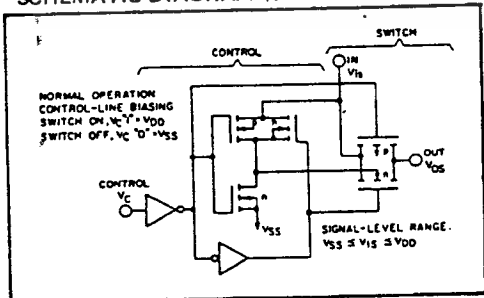 SCHEMATIC DIAGRAM
SWITCH
CONTROL
IN
Vis
NORMAL OPERATION
CONTROL-LINE BIASING
SWITCH ON, VC "1" = VDD
SWITCH OFF, VC "0" = VSS
p
n
OUT
VOS
CONTROL
VC
n
VSS
SIGNAL-LEVEL RANGE.
VSS ≤ VIS ≤ VDD